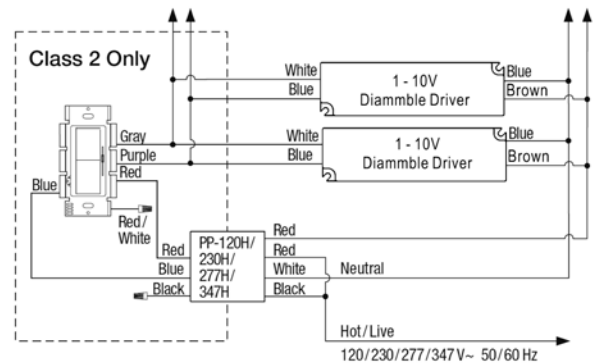 Class 2 Only
White
Blue
1 - 10V
Diammble Driver
Blue
Brown
Gray
Purple
Red
Blue
Red/
White
White
Blue
1 - 10V
Diammble Driver
Blue
Brown
Red
Blue
Black
PP-120H/
230H/
277H/
347H
Red
Red
White
Black
Neutral
Hot/Live
120/230/277/347 V~ 50/60 Hz